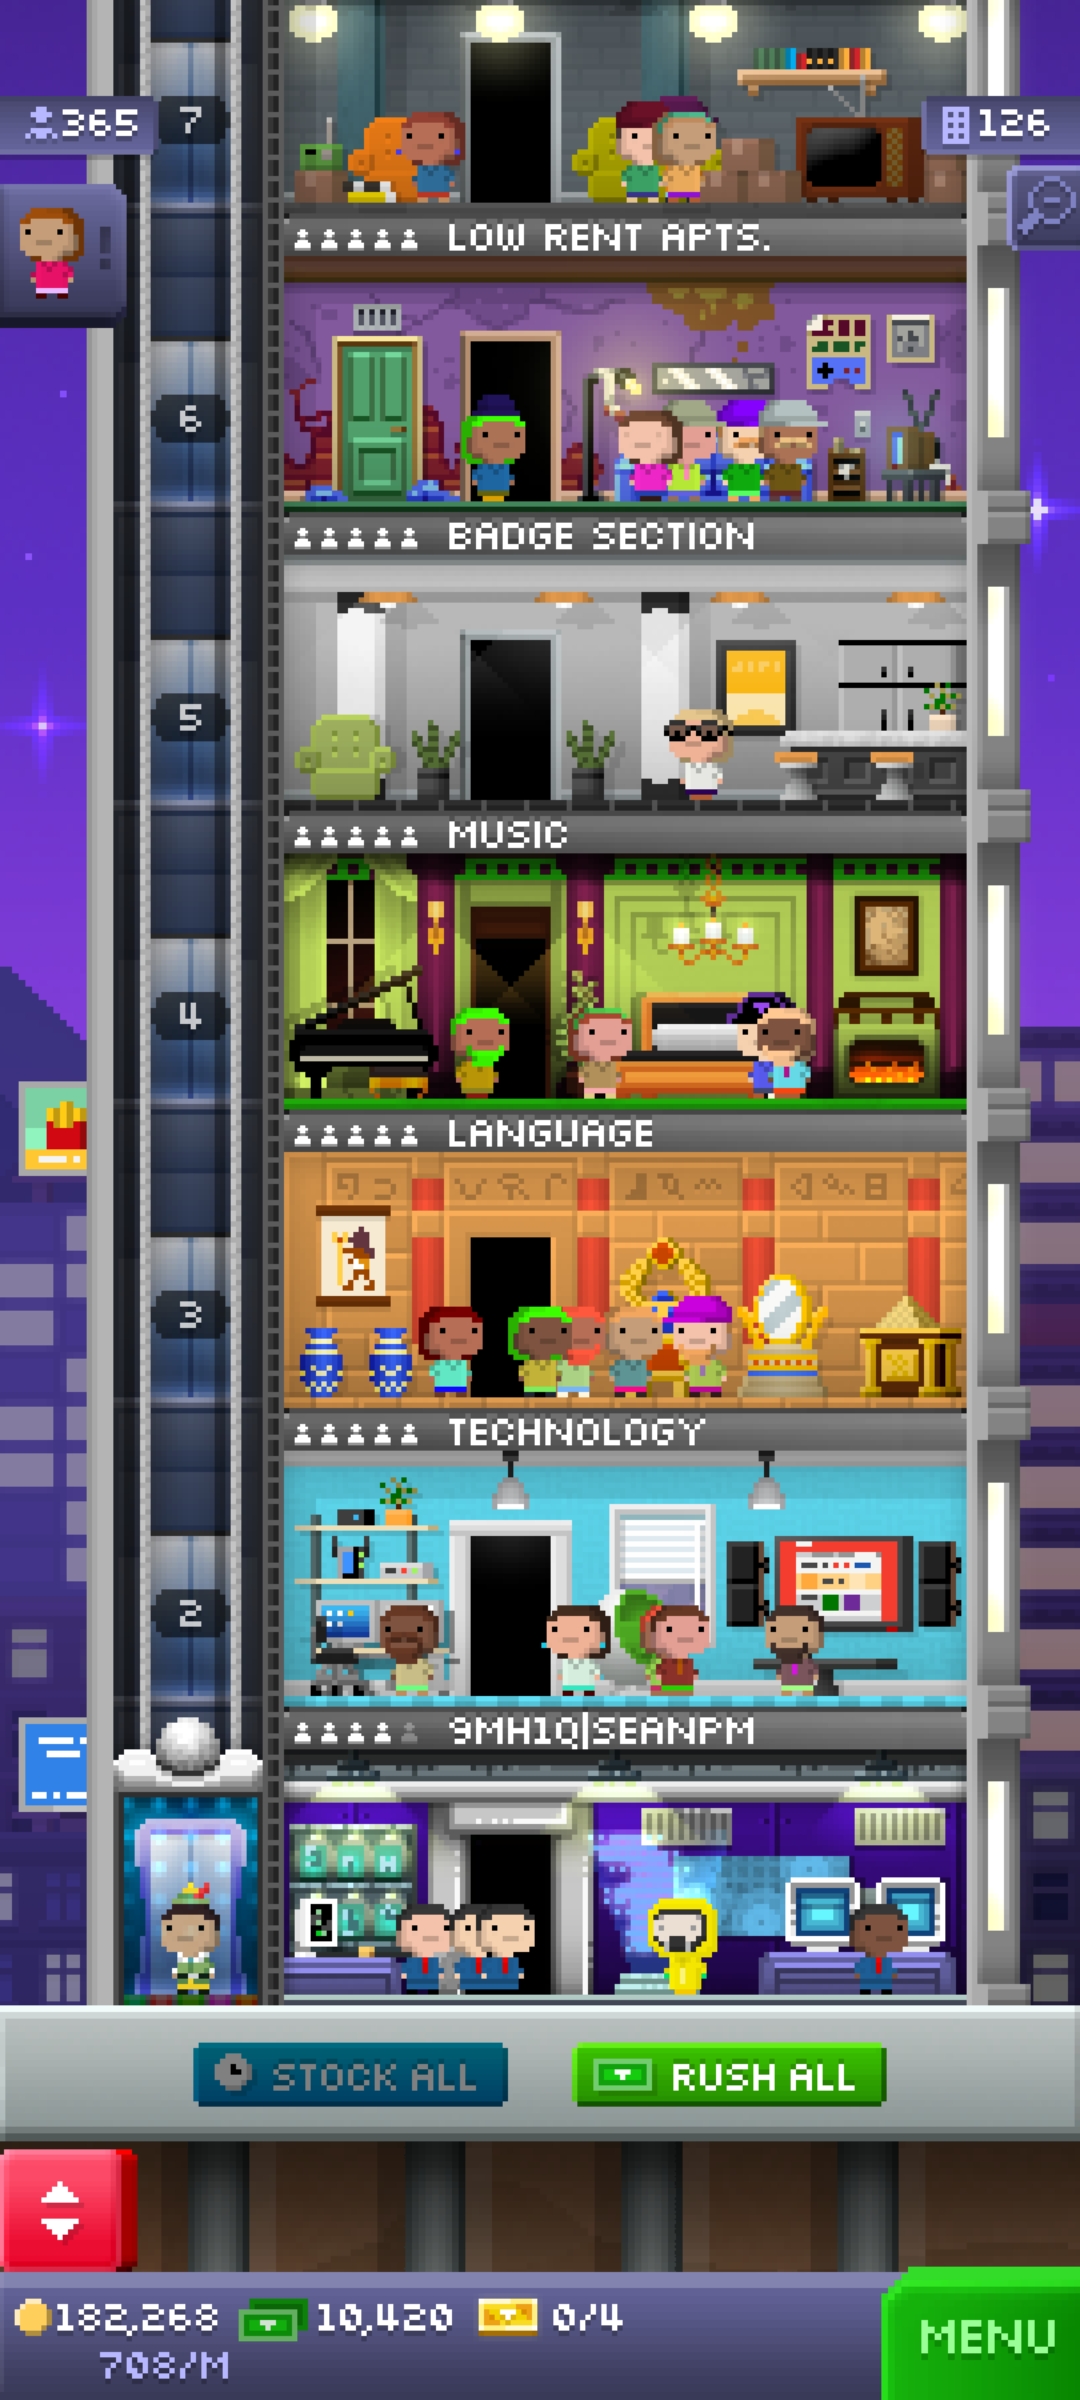 365
7
126
LOW RENT APTS.
6
BADGE SECTION
5
MUSIC
4
LANGUAGE
3
TECHNOLOGY
2
9MH1Q|SEANPM
STOCK ALL
RUSH ALL
182,268
10,420
0/4
708/M
MENU